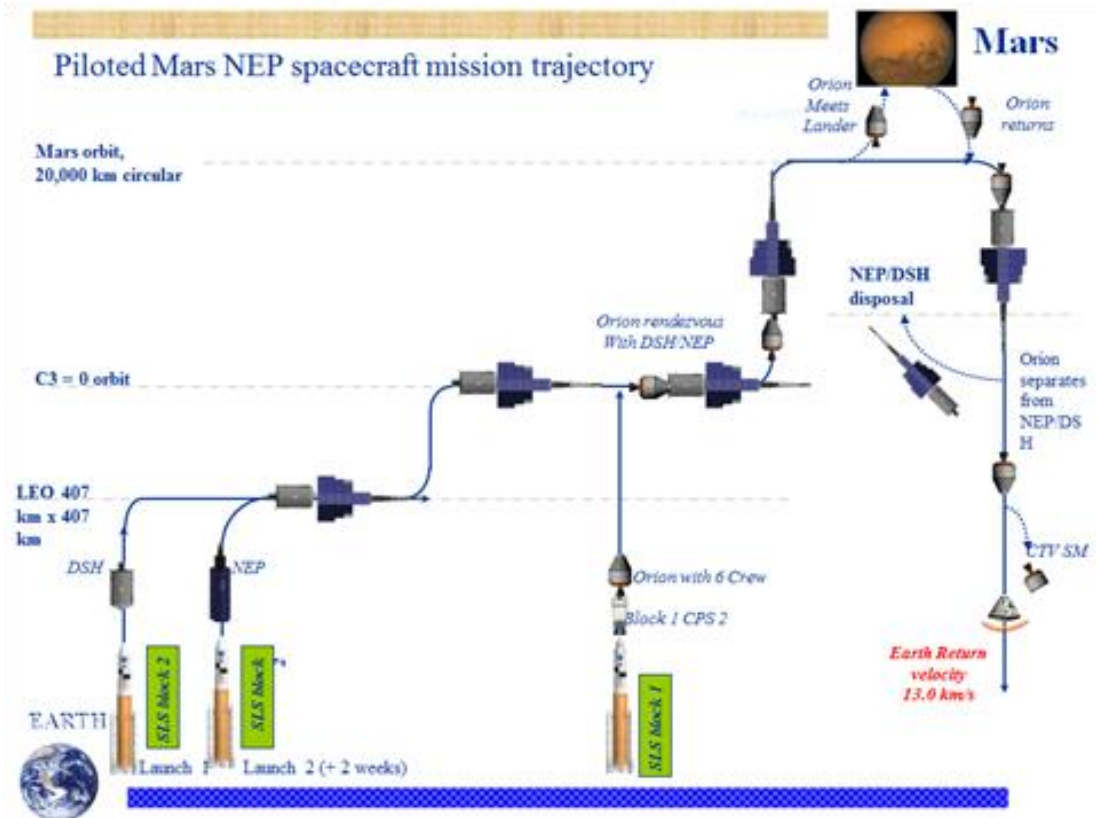 Piloted Mars NEP spacecraft mission trajectory
Mars
Orion
Meets
Lander
Orion
returns
Mars orbit,
20,000 km circular
NEP/DSH
disposal
Orion rendezvous
With DSH/NEP
C3 = 0 orbit
Orion
separates
from
NEP/DS
H
LEO 407
km x 407
km
DSH
NEP
CTV SM
Orion with 6 Crew
Block 1 CPS 2
SLS block 2
SLS block
SLS block 1
Earth Return
velocity
13.0 km/s
EARTH
Launch 1
Launch 2 (+ 2 weeks)